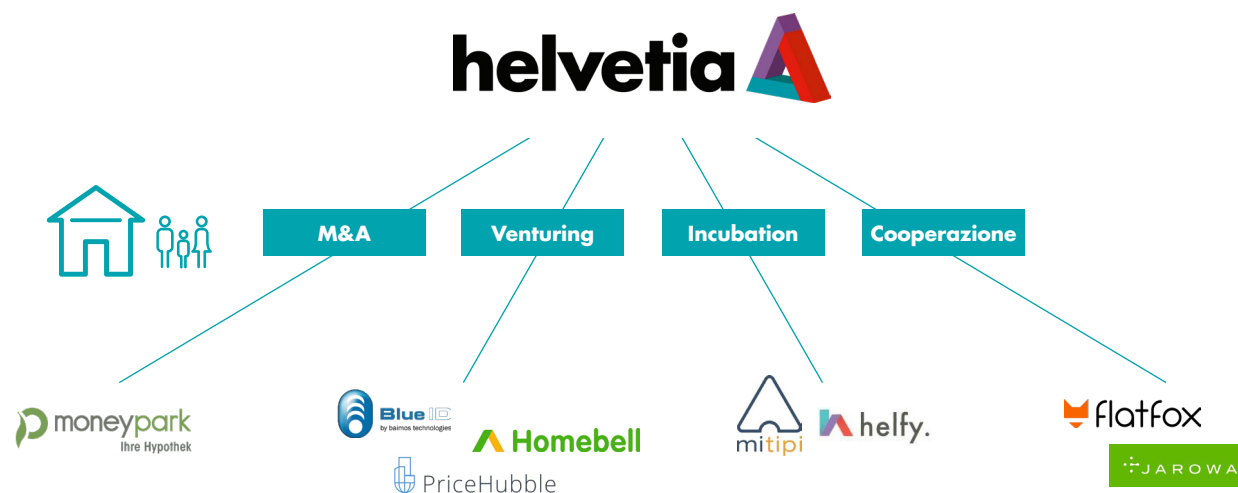 helvetia
M&A
Venturing
Incubation
Cooperazione
moneypark
Ihre Hypothek
Blue ID
by baimos technologies
Homebell
PriceHubble
mitipi
helfy.
flatfox
JAROWA